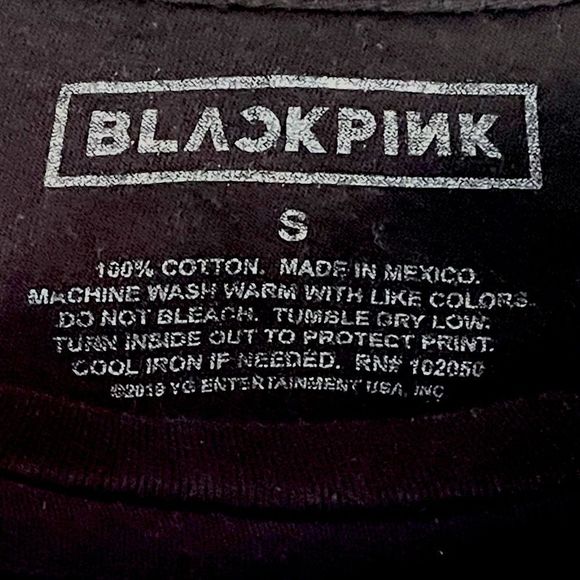 BLACKPINK
S
100% COTTON. MADE IN MEXICO.
MACHINE WASH WARM WITH LIKE COLORS.
DO NOT BLEACH. TUMBLE DRY LOW.
TURN INSIDE OUT TO PROTECT PRINT.
COOL IRON IF NEEDED. RN# 102050
©2019 YG ENTERTAINMENT USA, INC